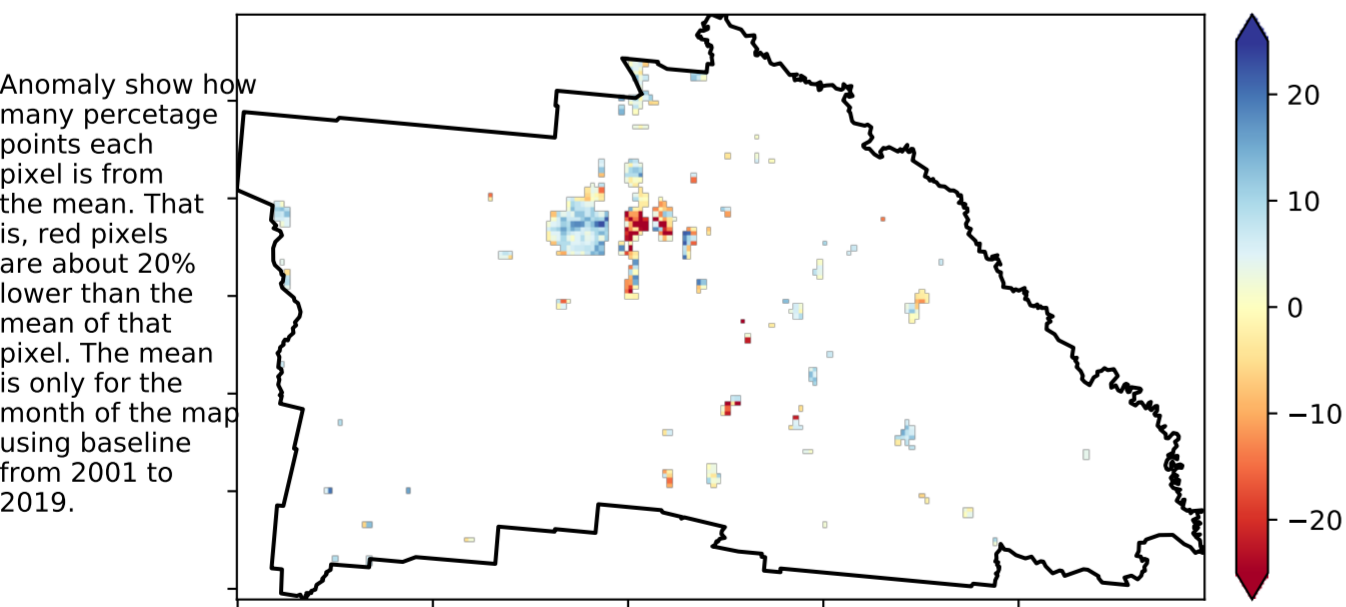 Anomaly show how
many percetage
points each
pixel is from
the mean. That
is, red pixels
are about 20%
lower than the
mean of that
pixel. The mean
is only for the
month of the map
using baseline
from 2001 to
2019.
20
10
0
−10
−20